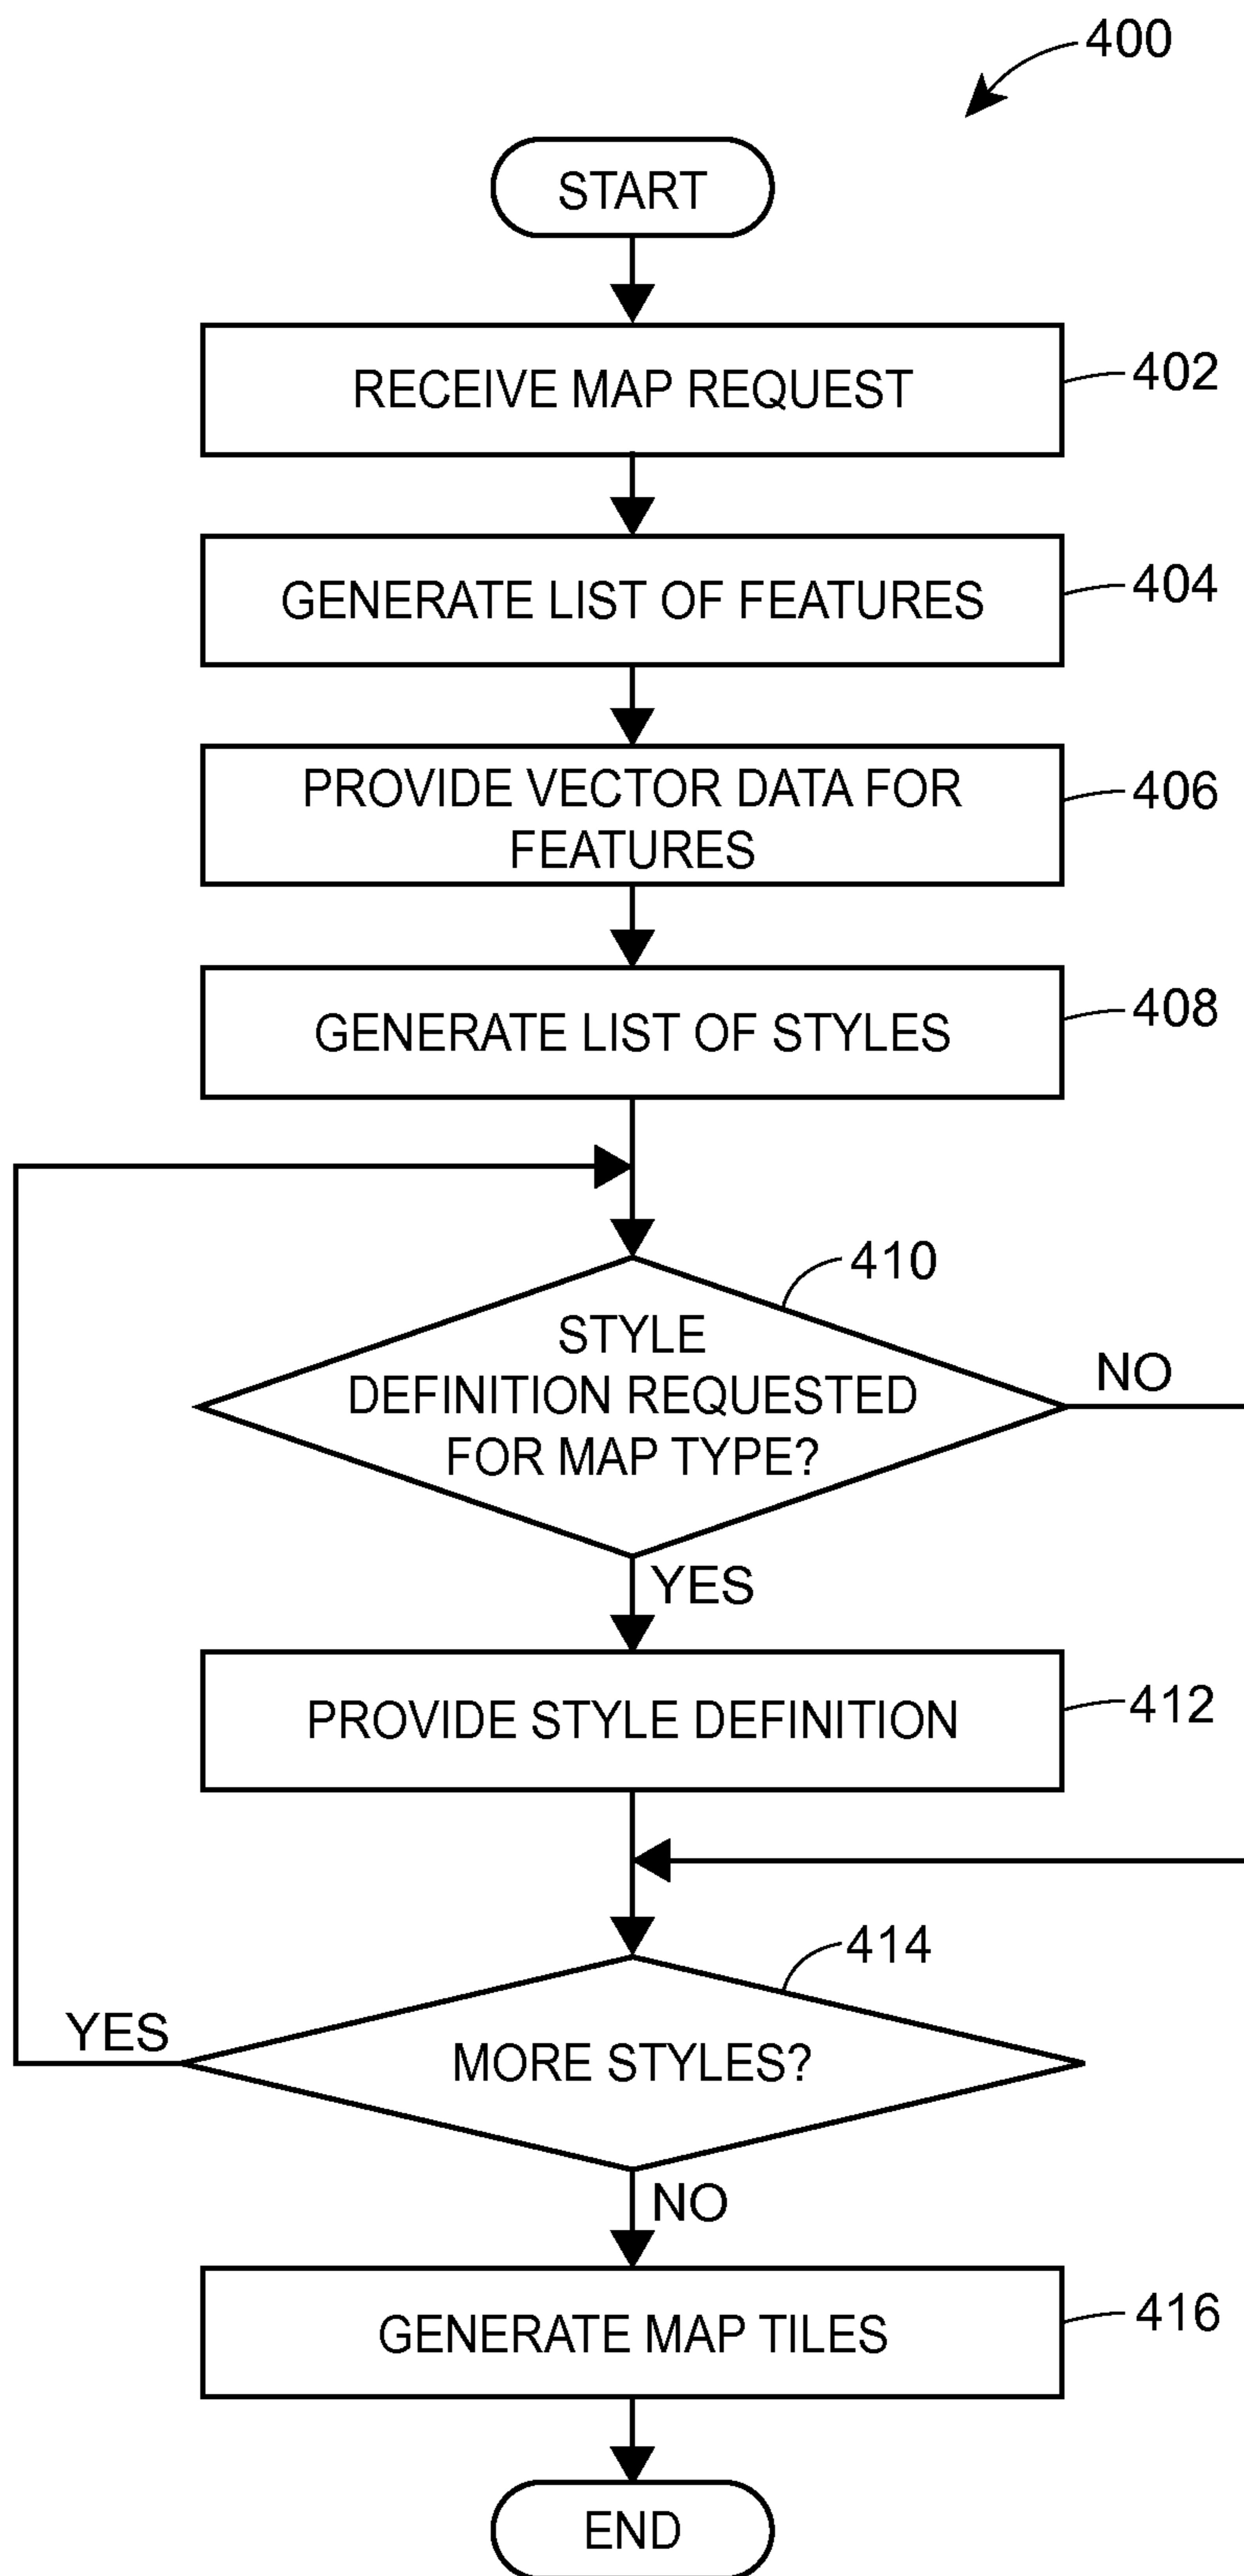 400
START
RECEIVE MAP REQUEST
402
GENERATE LIST OF FEATURES
404
PROVIDE VECTOR DATA FOR
FEATURES
406
GENERATE LIST OF STYLES
408
410
STYLE
DEFINITION REQUESTED
FOR MAP TYPE?
NO
YES
PROVIDE STYLE DEFINITION
412
414
YES
MORE STYLES?
NO
GENERATE MAP TILES
416
END